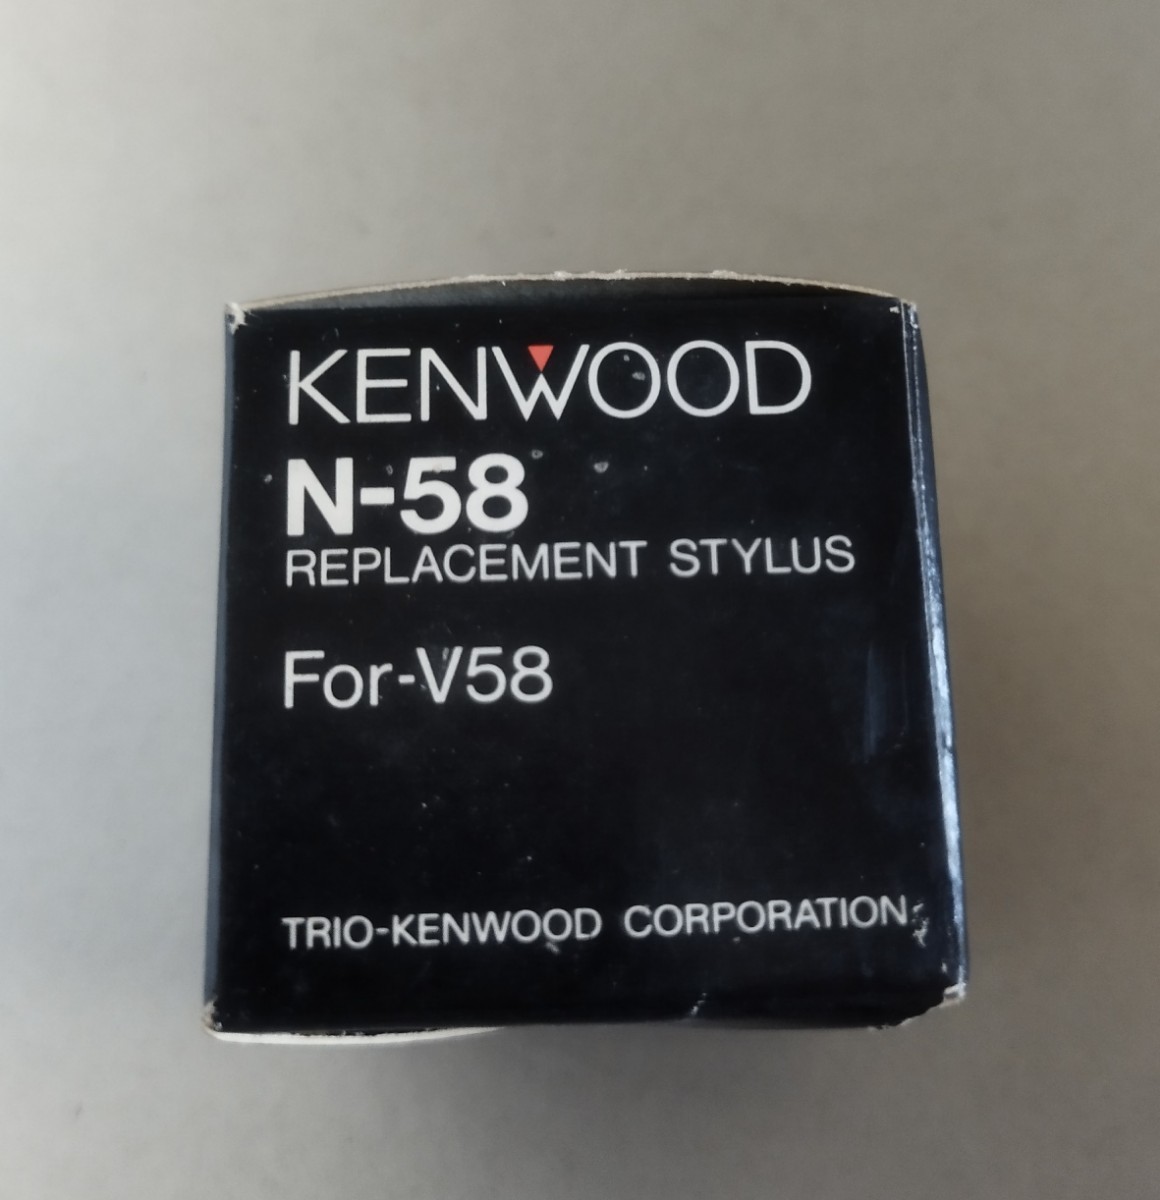 KENWOOD
N-58
REPLACEMENT STYLUS
For-V58
TRIO-KENWOOD CORPORATION